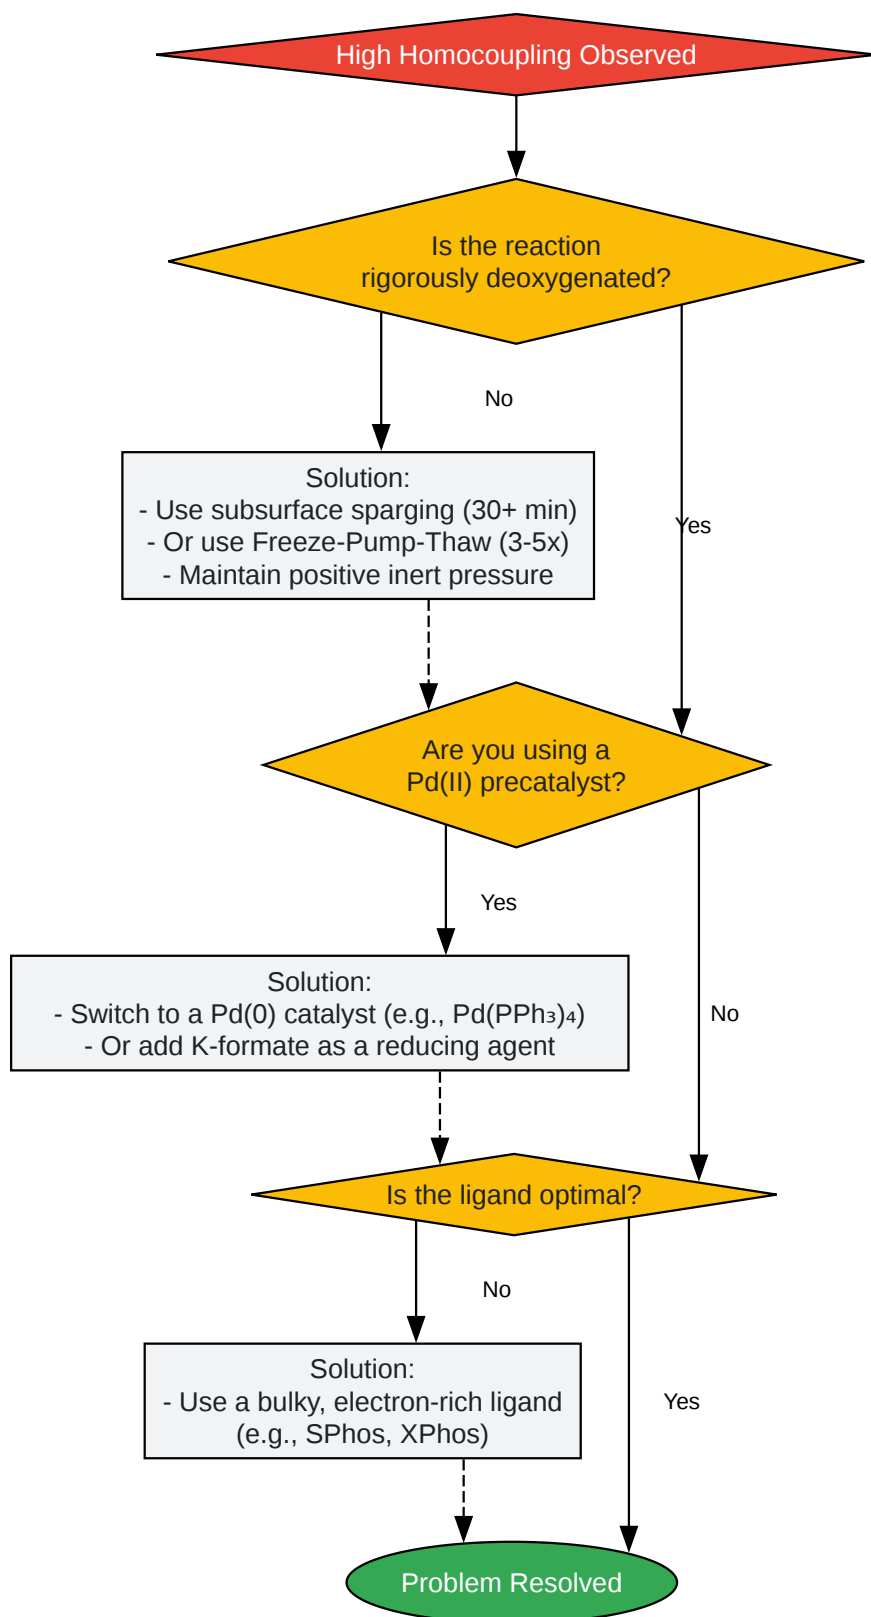 High Homocoupling Observed
Is the reaction
rigorously deoxygenated?
No
Solution:
- Use subsurface sparging (30+ min)
- Or use Freeze-Pump-Thaw (3-5x)
- Maintain positive inert pressure
Yes
Are you using a
Pd(II) precatalyst?
Yes
Solution:
- Switch to a Pd(0) catalyst (e.g., Pd(PPh₃)₄)
- Or add K-formate as a reducing agent
No
Is the ligand optimal?
No
Solution:
- Use a bulky, electron-rich ligand
(e.g., SPhos, XPhos)
Yes
Problem Resolved